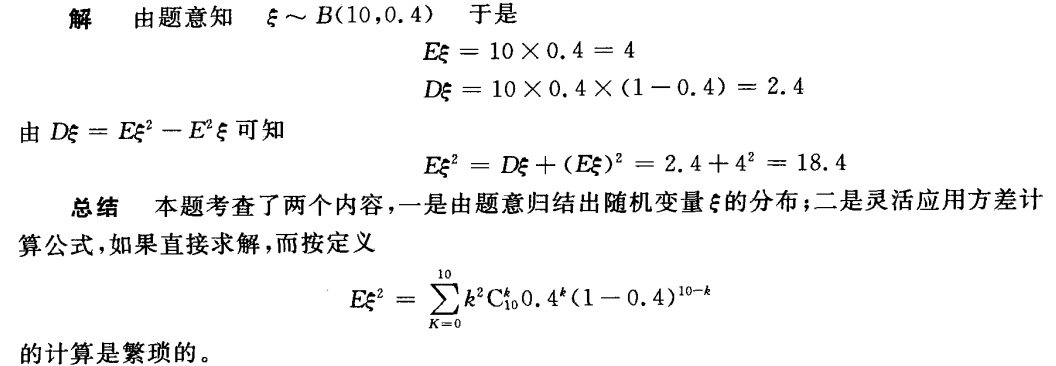 解 由题意知 ξ～B(10,0.4) 于是
Eξ = 10×0.4 = 4
Dξ = 10×0.4×(1－0.4) = 2.4
由 Dξ = Eξ² － E²ξ 可知
Eξ² = Dξ + (Eξ)² = 2.4 + 4² = 18.4
总结 本题考查了两个内容,一是由题意归结出随机变量 ξ 的分布;二是灵活应用方差计
算公式,如果直接求解,而按定义
Eξ² = ∑_{K=0}^{10} k²C_{10}^{k}0.4^{k}(1－0.4)^{10－k}
的计算是繁琐的。